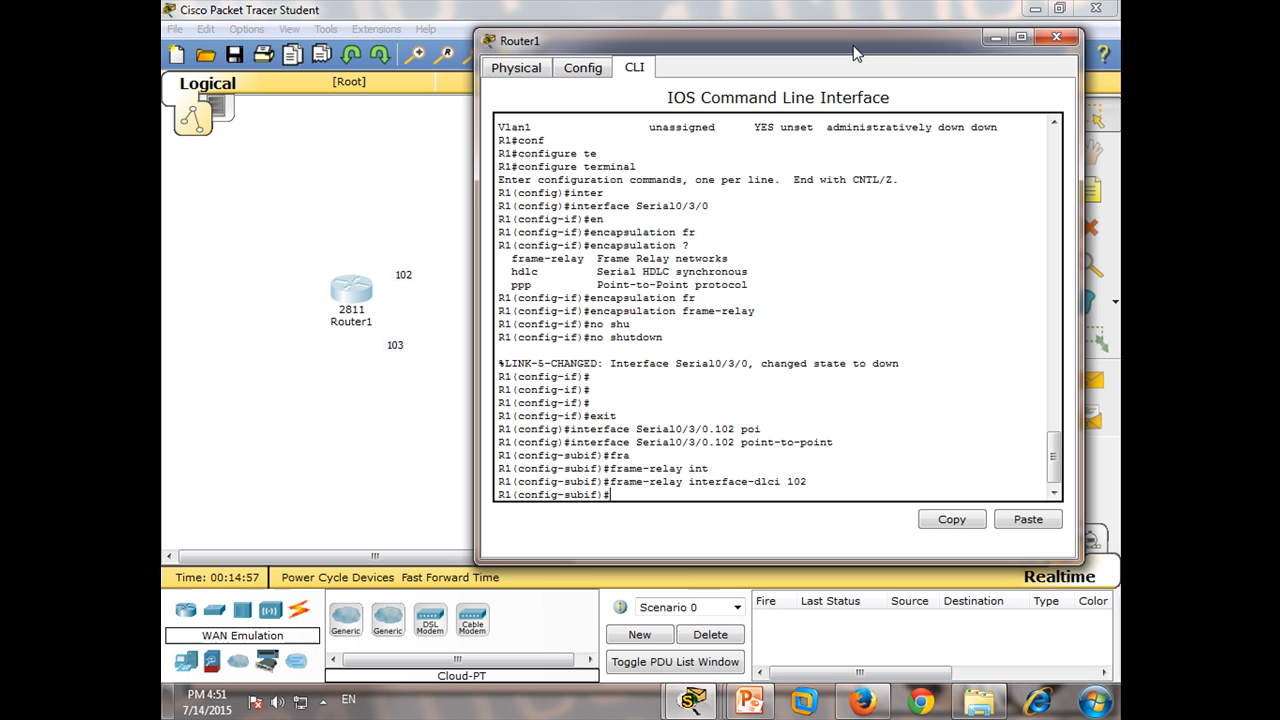 Cisco Packet Tracer Student
File Edit Options View Tools Extensions Help
Logical
[Root]
102
2811
Router1
103
Router1
Physical Config CLI
IOS Command Line Interface
Vlan1 unassigned YES unset administratively down down
R1#conf
R1#configure te
R1#configure terminal
Enter configuration commands, one per line. End with CNTL/Z.
R1(config)#inter
R1(config)#interface Serial0/3/0
R1(config-if)#en
R1(config-if)#encapsulation fr
R1(config-if)#encapsulation ?
frame-relay Frame Relay networks
hdlc Serial HDLC synchronous
ppp Point-to-Point protocol
R1(config-if)#encapsulation fr
R1(config-if)#encapsulation frame-relay
R1(config-if)#no shu
R1(config-if)#no shutdown
%LINK-5-CHANGED: Interface Serial0/3/0, changed state to down
R1(config-if)#
R1(config-if)#
R1(config-if)#
R1(config-if)#exit
R1(config)#interface Serial0/3/0.102 poi
R1(config)#interface Serial0/3/0.102 point-to-point
R1(config-subif)#fra
R1(config-subif)#frame-relay int
R1(config-subif)#frame-relay interface-dlci 102
R1(config-subif)#
Copy Paste
Time: 00:14:57 Power Cycle Devices Fast Forward Time
Realtime
WAN Emulation
Generic Generic DSL Modem Cable Modem
Cloud-PT
Scenario 0
New Delete
Toggle PDU List Window
Fire Last Status Source Destination Type Color
PM 4:51
7/14/2015
EN